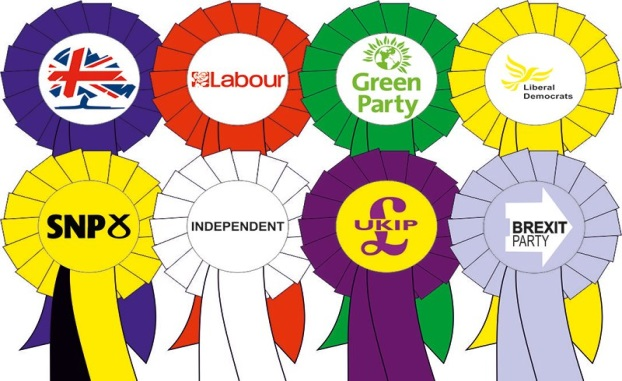 Labour
Green
Party
Liberal
Democrats
SNP
INDEPENDENT
UKIP
£
BREXIT
PARTY